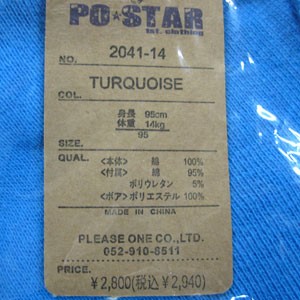 PO★STAR
int. clothing
NO. 2041-14
TURQUOISE
COL.
身長 95cm
体重 14kg
SIZE. 95
QUAL. <本体> 綿 100%
<付属> 綿 95%
ポリウレタン 5%
<ボア> ポリエステル 100%
MADE IN CHINA
PLEASE ONE CO.,LTD.
052-910-8511
PRICE.
¥2,800(税込¥2,940)